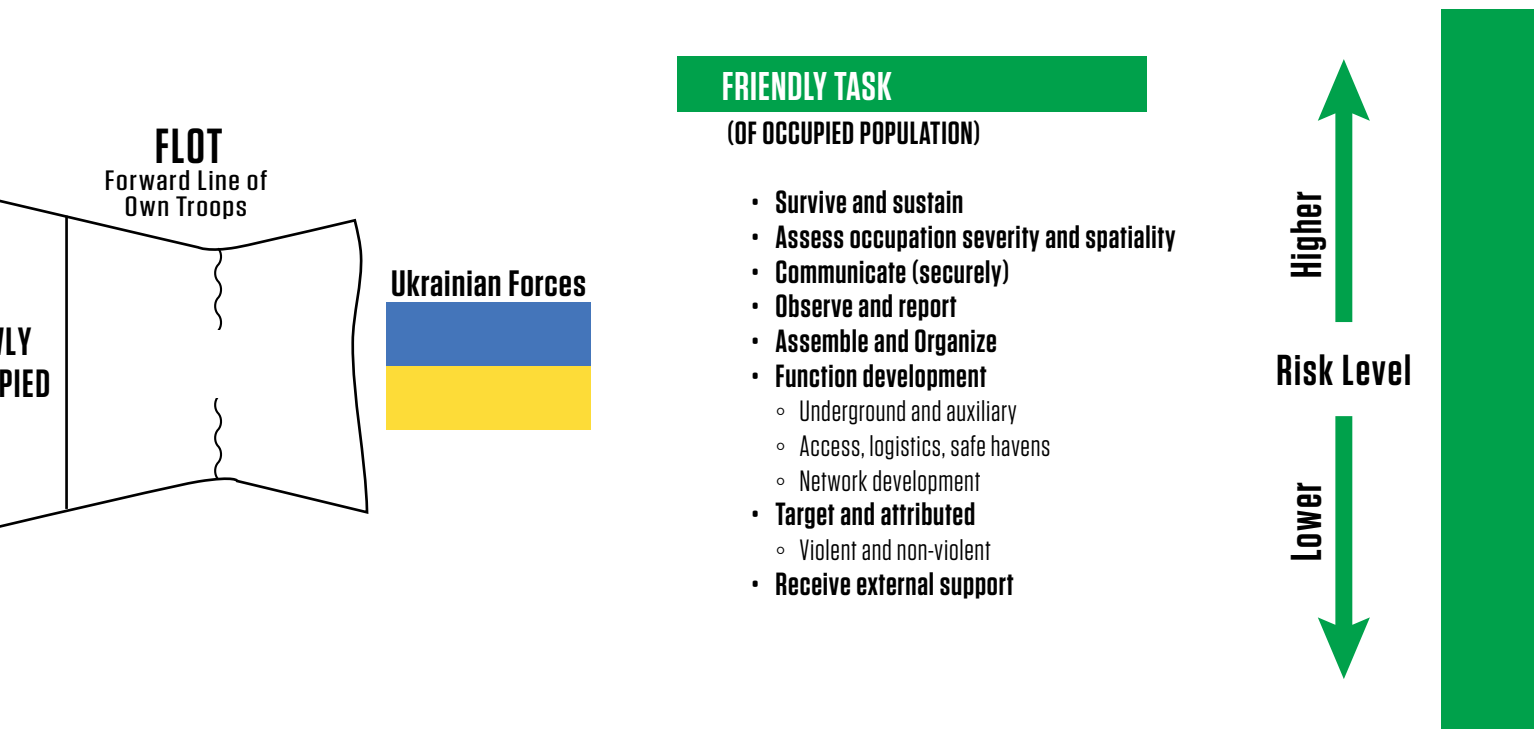 FLOT
Forward Line of
Own Troops
WLY
PIED
Ukrainian Forces
FRIENDLY TASK
(OF OCCUPIED POPULATION)
• Survive and sustain
• Assess occupation severity and spatiality
• Communicate (securely)
• Observe and report
• Assemble and Organize
• Function development
◦ Underground and auxiliary
◦ Access, logistics, safe havens
◦ Network development
• Target and attributed
◦ Violent and non-violent
• Receive external support
Higher
Risk Level
Lower